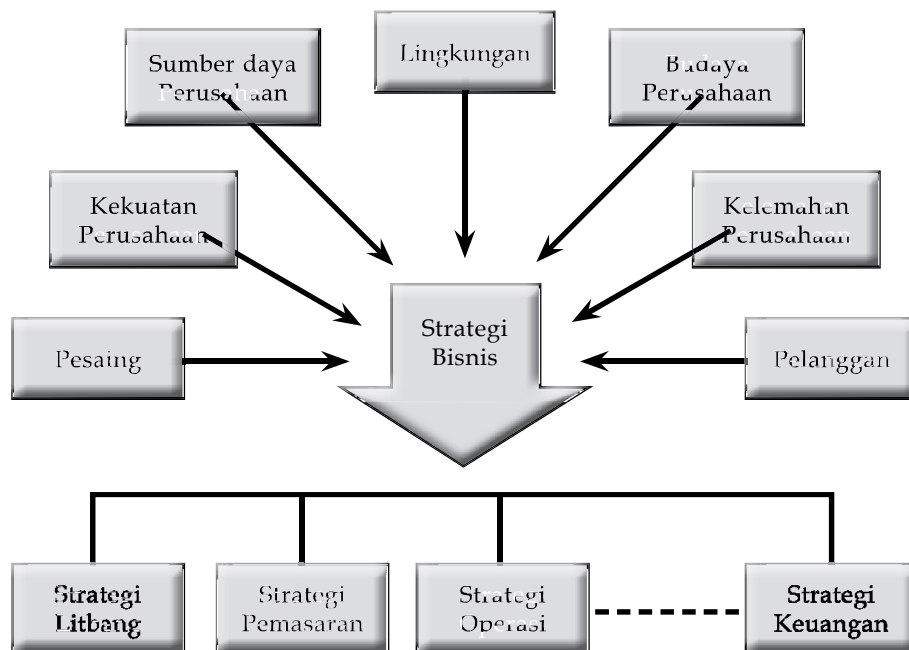 Lingkungan
Sumber daya
Perusahaan
Budaya
Perusahaan
Kekuatan
Perusahaan
Kelemahan
Perusahaan
Pesaing
Strategi
Bisnis
Pelanggan
Strategi
Litbang
Strategi
Pemasaran
Strategi
Operasi
Strategi
Keuangan